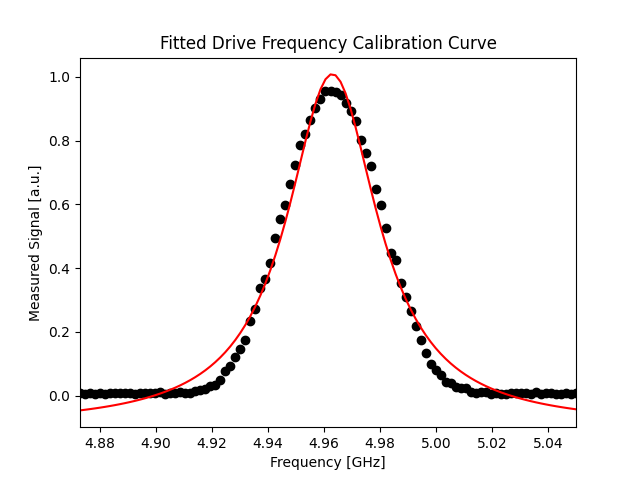 Fitted Drive Frequency Calibration Curve
1.0
0.8
0.6
0.4
0.2
0.0
Measured Signal [a.u.]
4.88 4.90 4.92 4.94 4.96 4.98 5.00 5.02 5.04
Frequency [GHz]